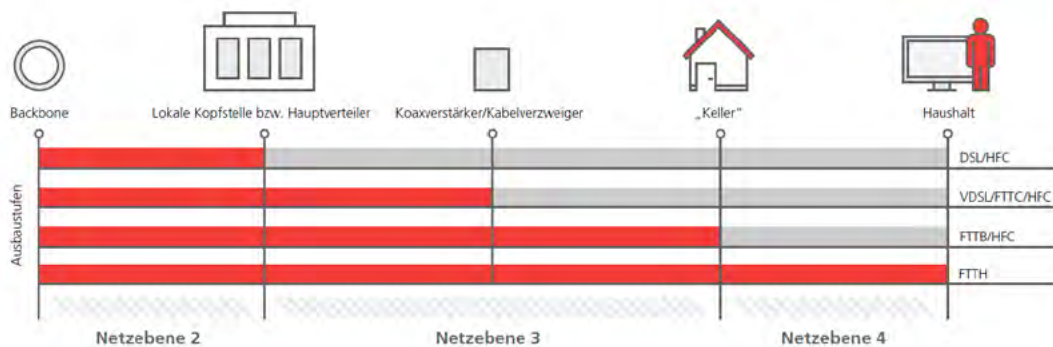 Backbone
Lokale Kopfstelle bzw. Hauptverteiler
Koaxverstärker/Kabelverzweiger
„Keller“
Haushalt
Ausbaustufen
DSL/HFC
VDSL/FTTC/HFC
FTTB/HFC
FTTH
Netzebene 2
Netzebene 3
Netzebene 4